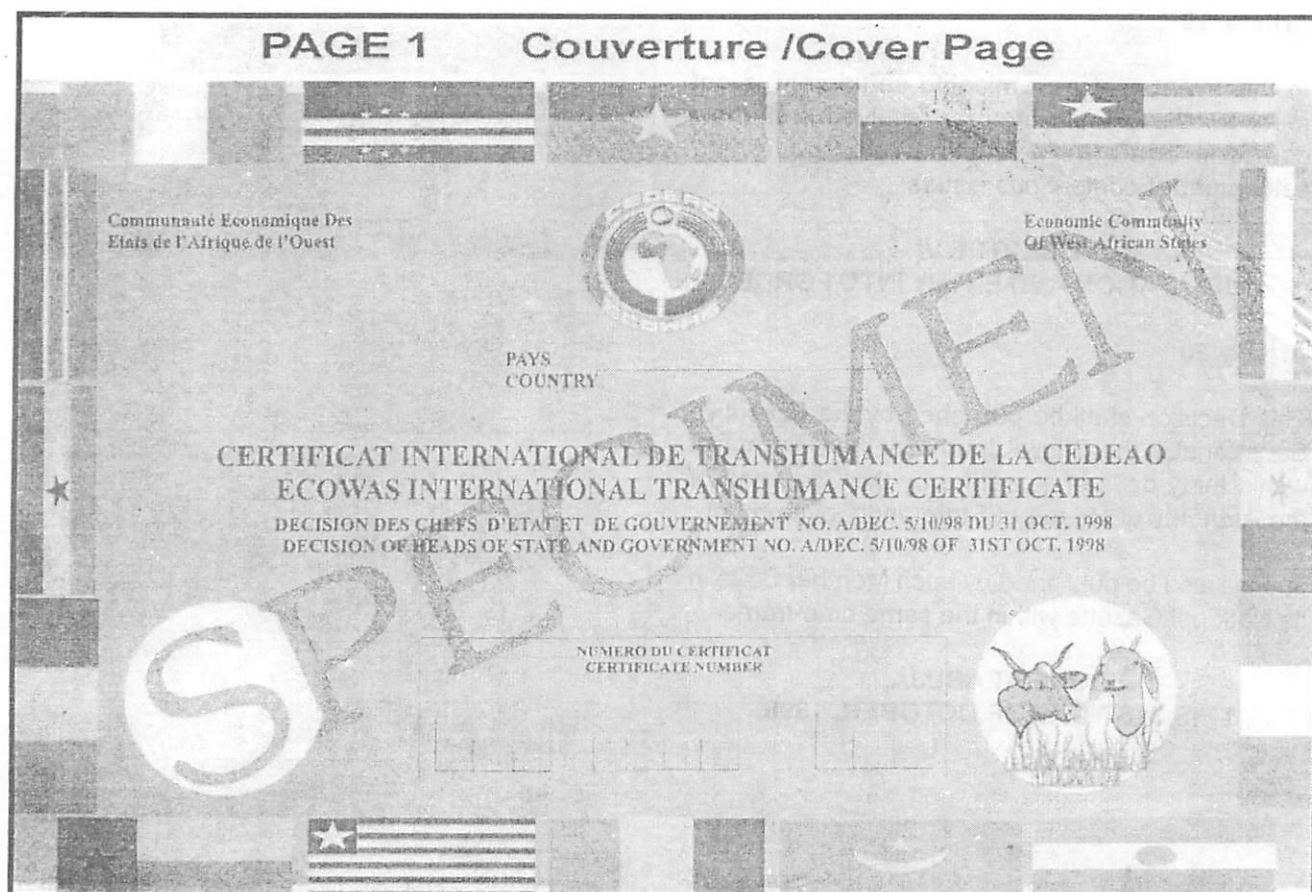 PAGE 1 Couverture /Cover Page
Communauté Economique Des
Etats de l'Afrique de l'Ouest
CEDEAO
ECOWAS
Economic Community
Of West African States
PAYS
COUNTRY
SPECIMEN
CERTIFICAT INTERNATIONAL DE TRANSHUMANCE DE LA CEDEAO
ECOWAS INTERNATIONAL TRANSHUMANCE CERTIFICATE
DECISION DES CHEFS D'ETAT ET DE GOUVERNEMENT NO. A/DEC. 5/10/98 DU 31 OCT. 1998
DECISION OF HEADS OF STATE AND GOVERNMENT NO. A/DEC. 5/10/98 OF 31ST OCT. 1998
NUMERO DU CERTIFICAT
CERTIFICATE NUMBER